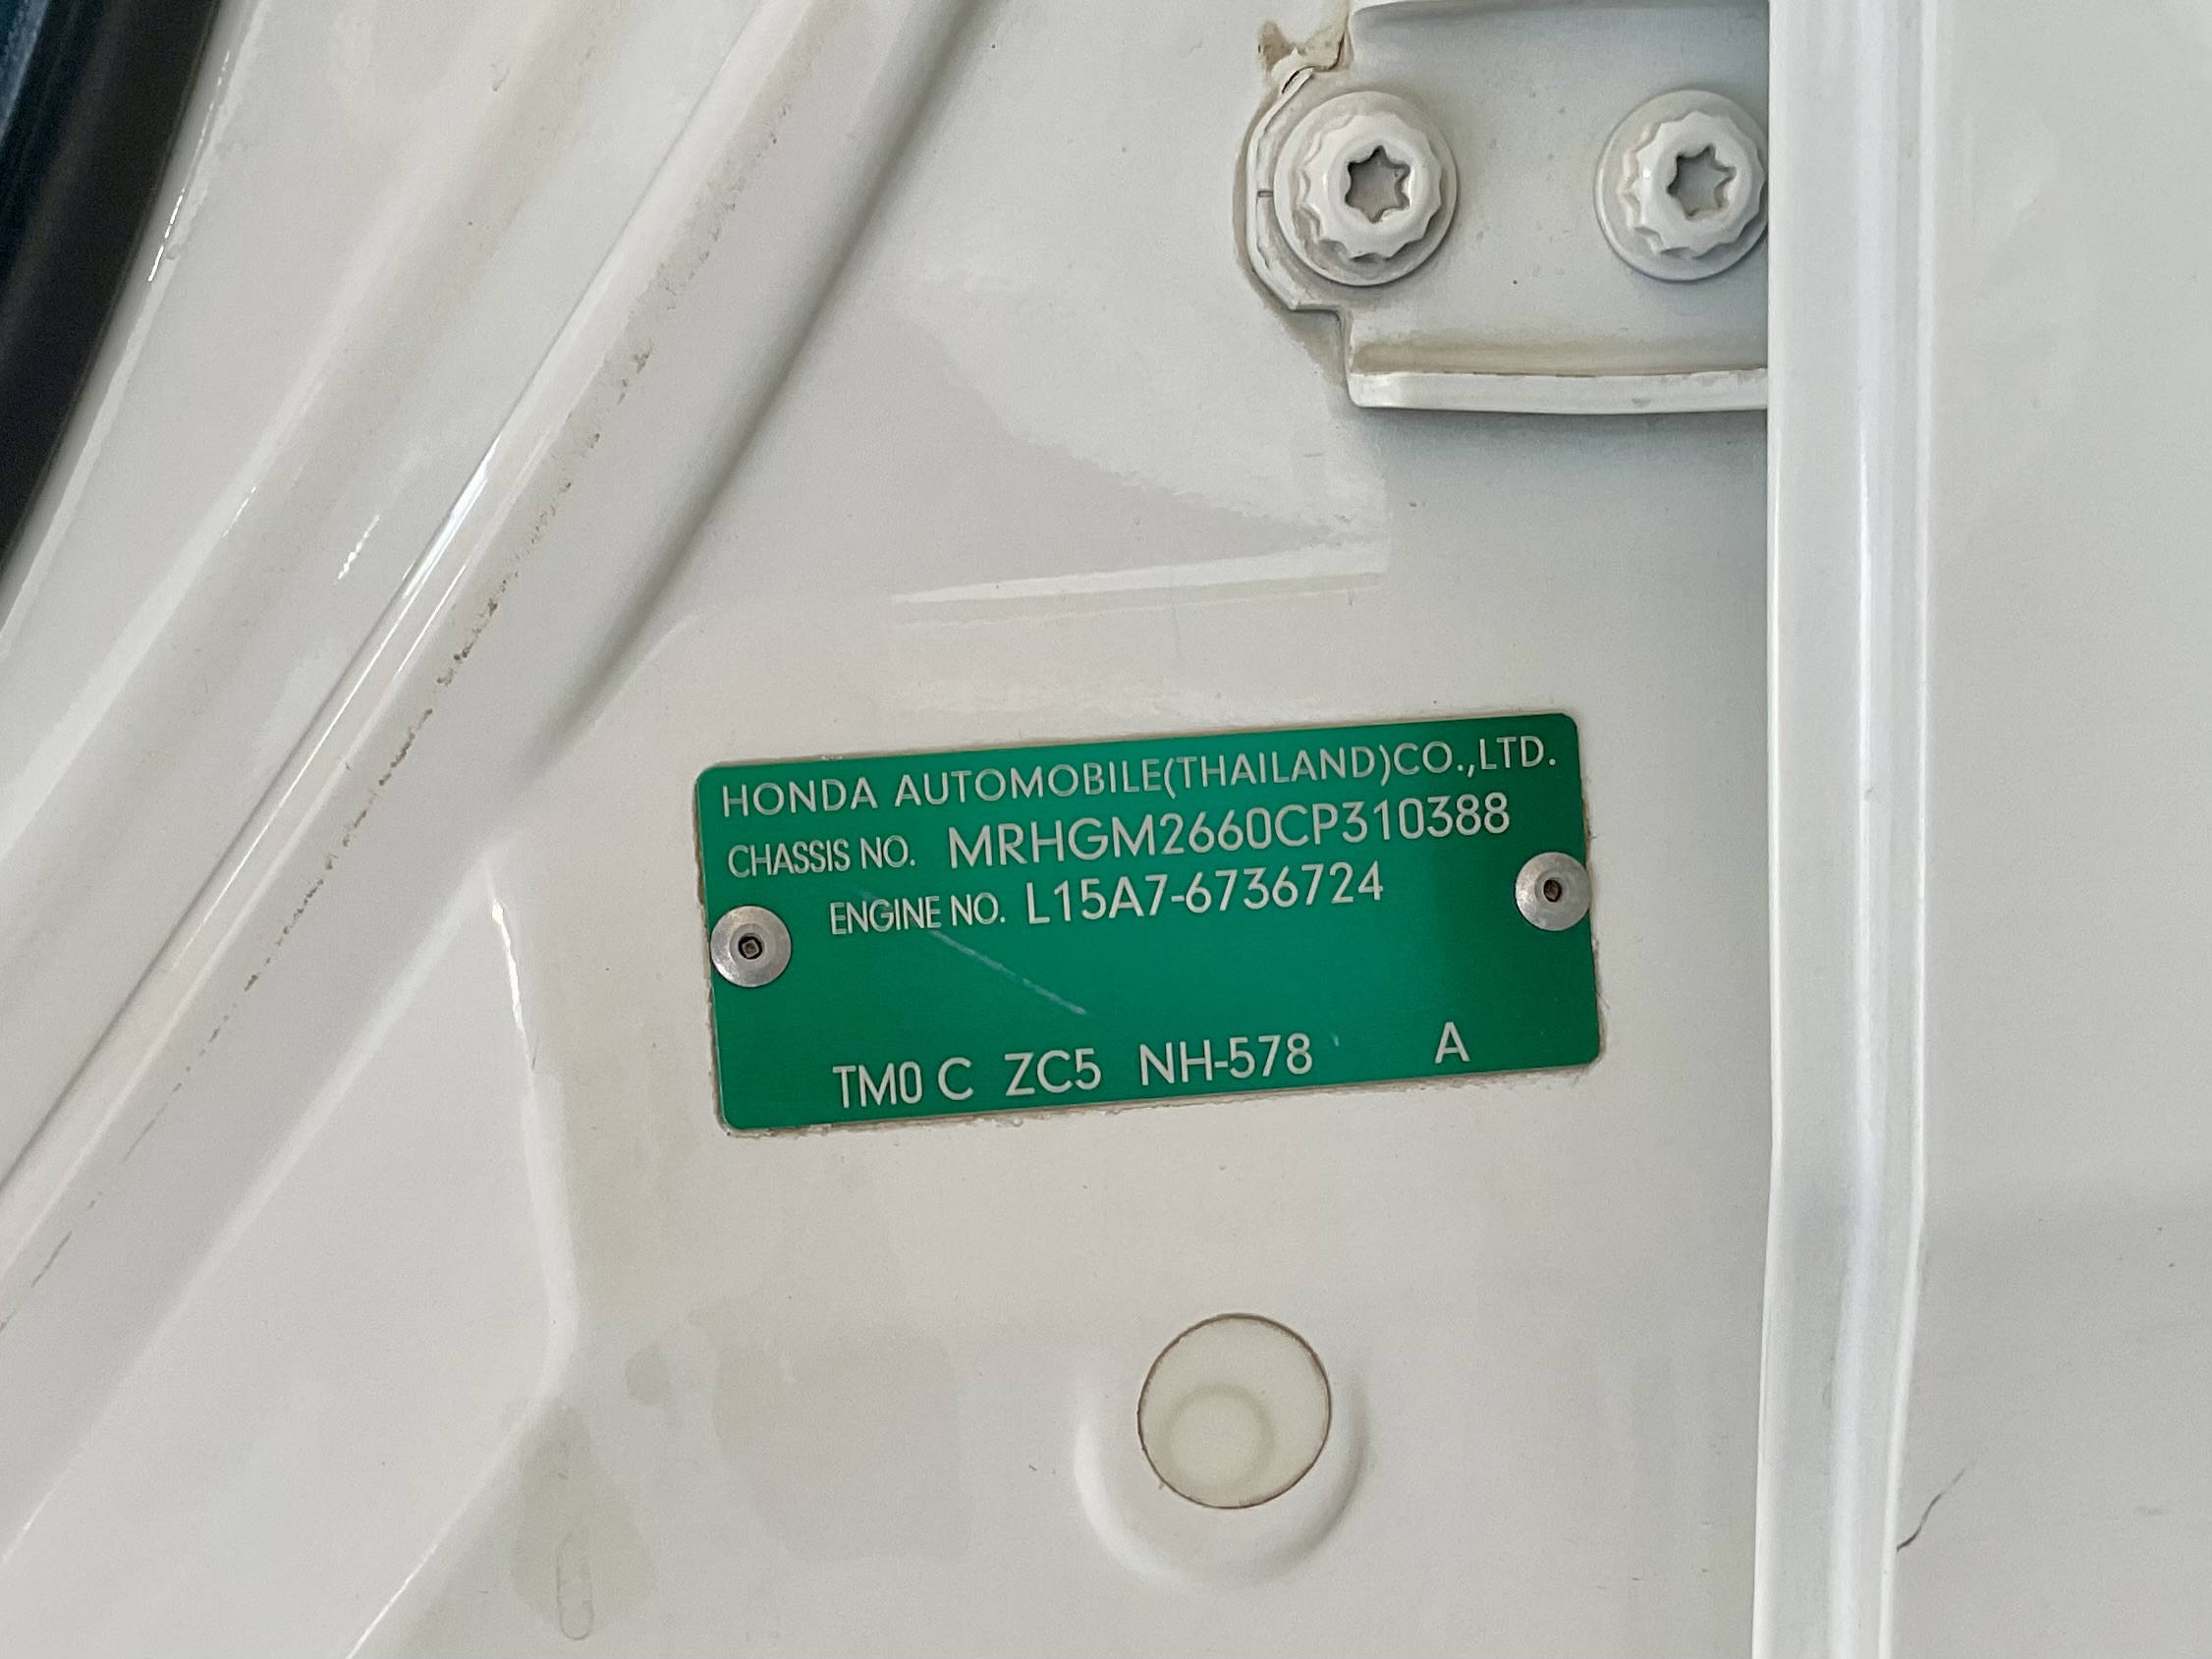 HONDA AUTOMOBILE(THAILAND)CO.,LTD.
CHASSIS NO. MRHGM2660CP310388
ENGINE NO. L15A7-6736724
TM0 C ZC5 NH-578 A